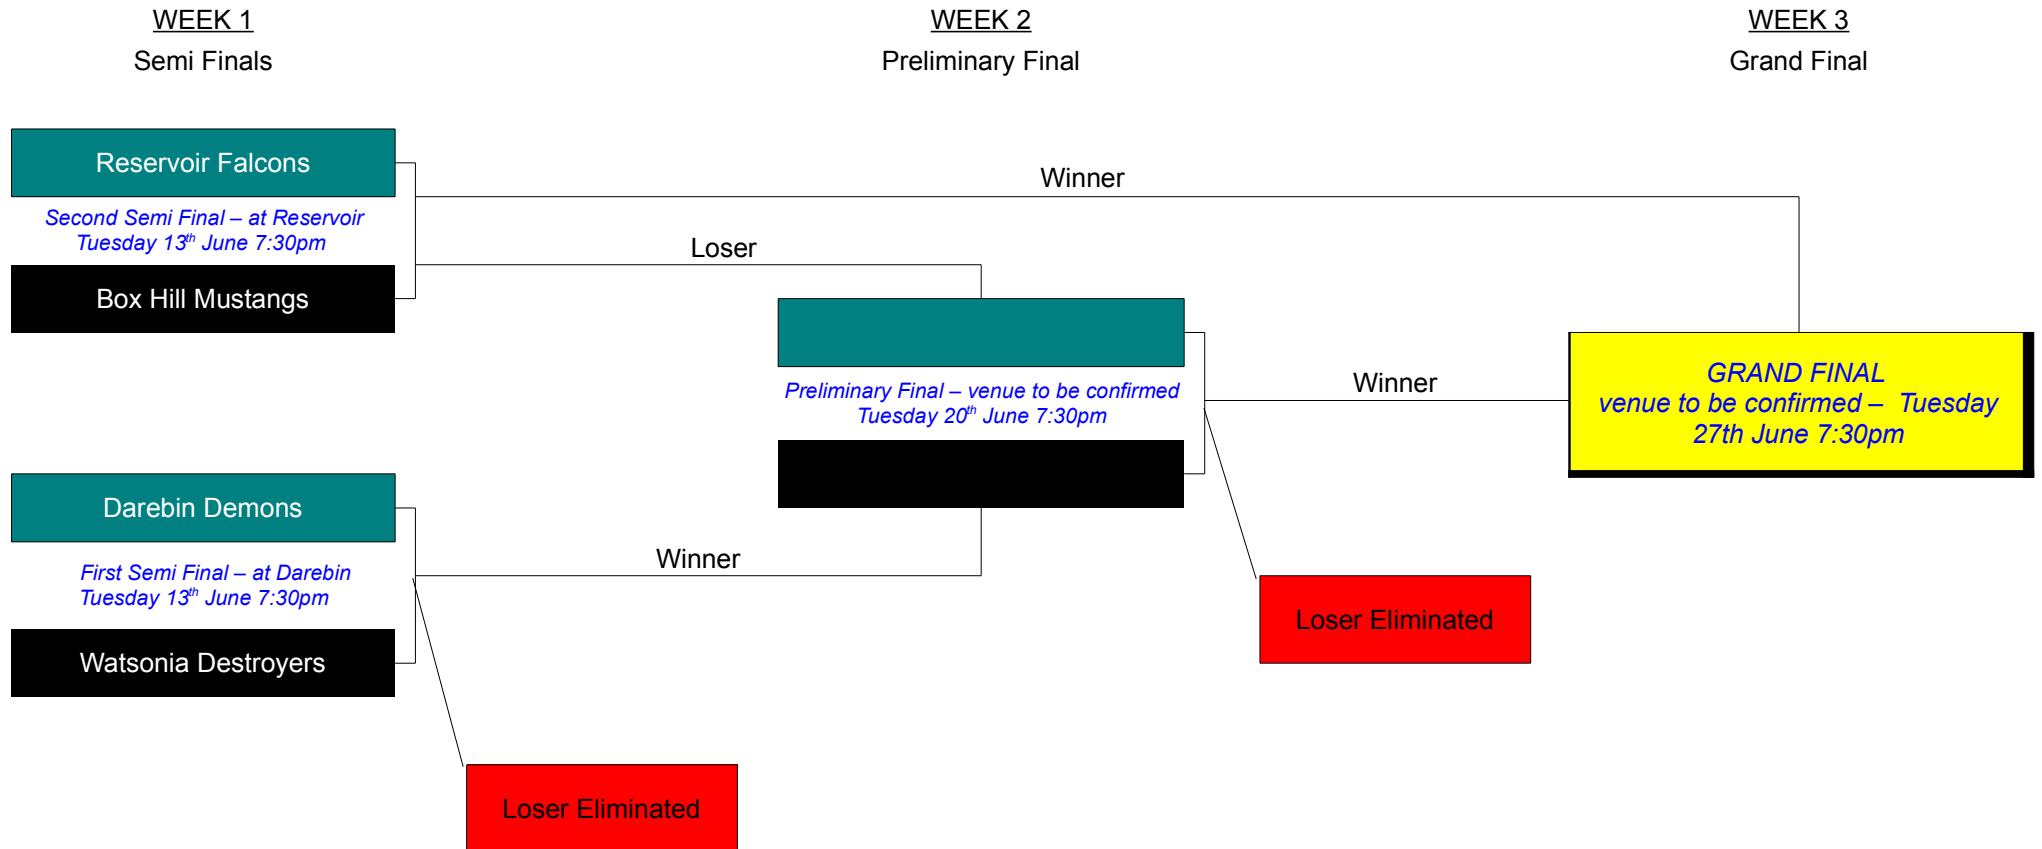 WEEK 1
Semi Finals
WEEK 2
Preliminary Final
WEEK 3
Grand Final
Reservoir Falcons
Second Semi Final – at Reservoir
Tuesday 13th June 7:30pm
Box Hill Mustangs
Winner
Loser
Preliminary Final – venue to be confirmed
Tuesday 20th June 7:30pm
Winner
GRAND FINAL
venue to be confirmed – Tuesday
27th June 7:30pm
Darebin Demons
First Semi Final – at Darebin
Tuesday 13th June 7:30pm
Watsonia Destroyers
Winner
Loser Eliminated
Loser Eliminated